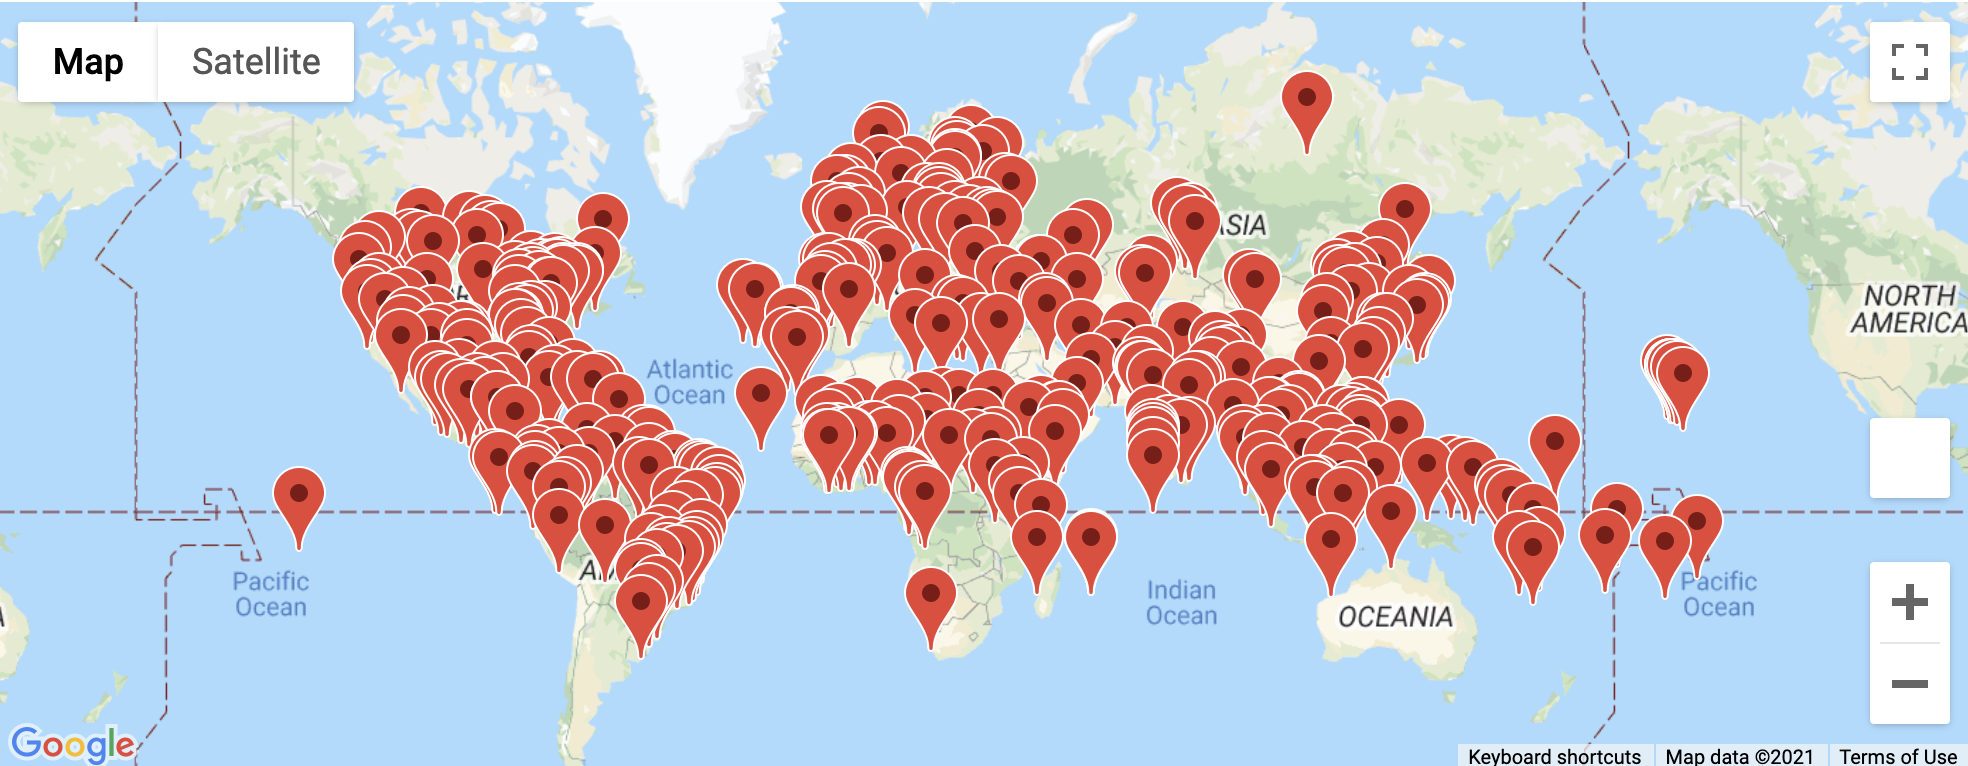 Map
Satellite
ASIA
NORTH
AMERICA
Atlantic
Ocean
Pacific
Ocean
Indian
Ocean
OCEANIA
Pacific
Ocean
Google
Keyboard shortcuts
Map data ©2021
Terms of Use